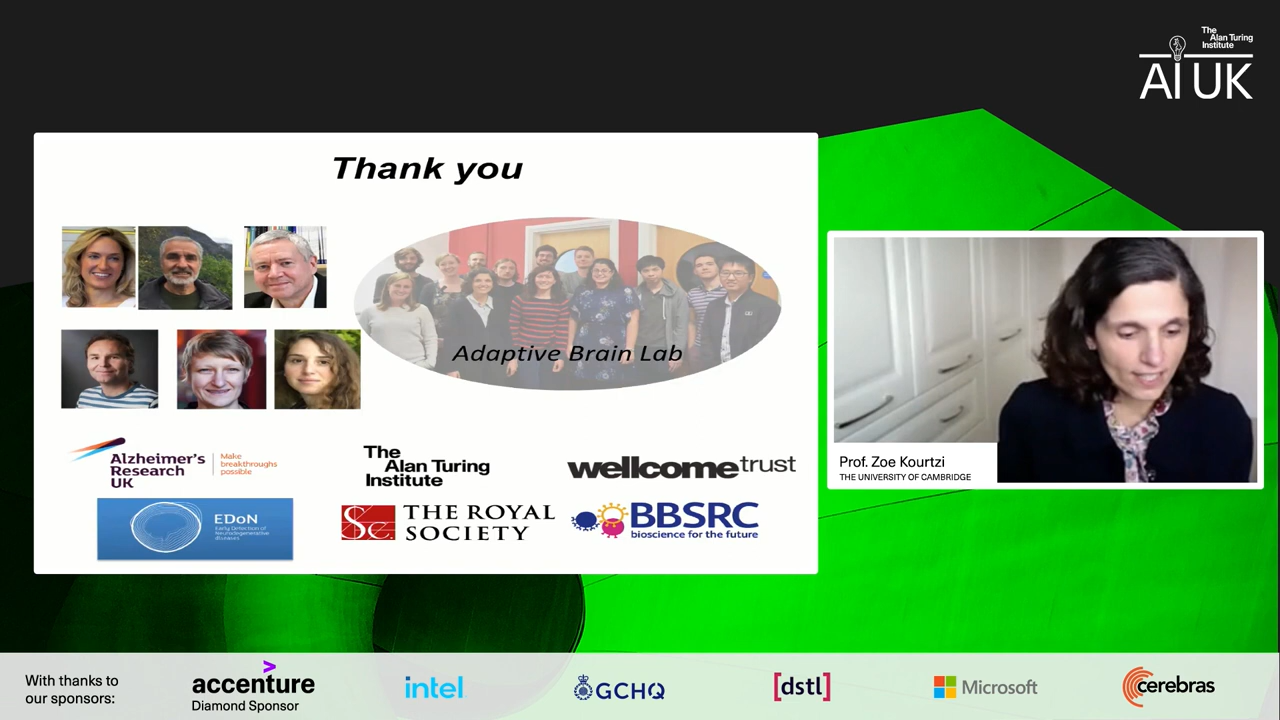 The
Alan Turing
Institute
AI UK
Thank you
Adaptive Brain Lab
Alzheimer's
Research
UK
Make
breakthroughs
possible
The
Alan Turing
Institute
wellcometrust
EDoN
Early Detection of
Neurodegenerative
diseases
THE ROYAL
SOCIETY
BBSRC
bioscience for the future
Prof. Zoe Kourtzi
THE UNIVERSITY OF CAMBRIDGE
With thanks to
our sponsors:
accenture
Diamond Sponsor
intel
GCHQ
[dstl]
Microsoft
cerebras